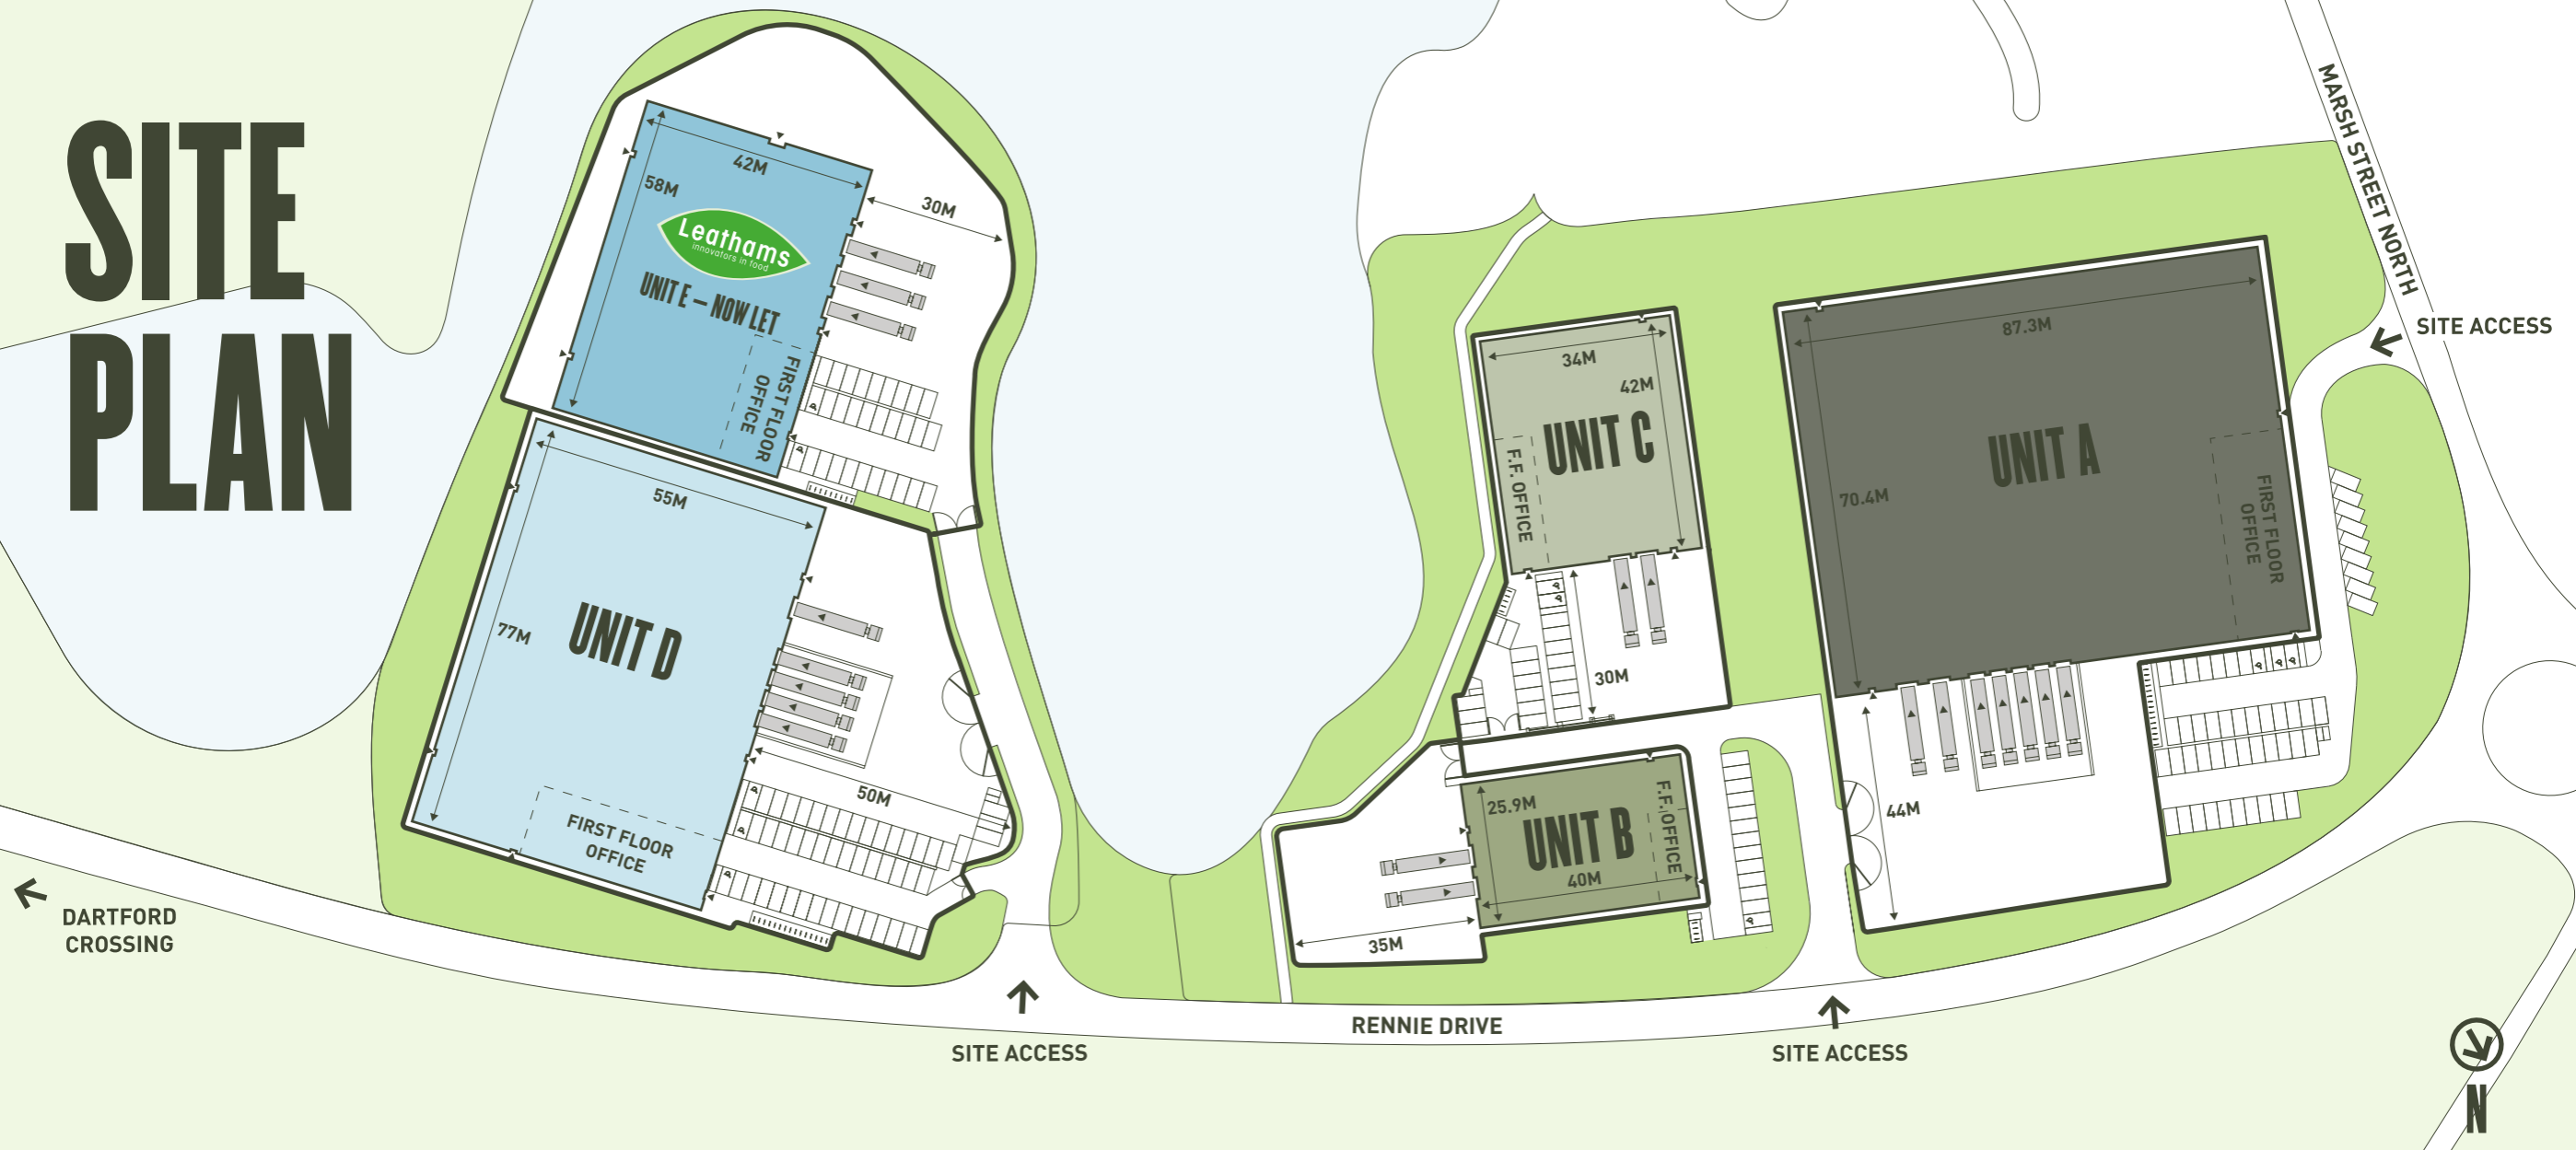 SITE
PLAN
42M
58M
30M
Leathams
innovators in food
UNIT E – NOW LET
FIRST FLOOR
OFFICE
55M
77M
UNIT D
50M
FIRST FLOOR
OFFICE
DARTFORD
CROSSING
SITE ACCESS
34M
42M
UNIT C
F.F. OFFICE
30M
25.9M
UNIT B
F.F. OFFICE
40M
35M
RENNIE DRIVE
87.3M
70.4M
UNIT A
FIRST FLOOR
OFFICE
44M
SITE ACCESS
MARSH STREET NORTH
SITE ACCESS
N